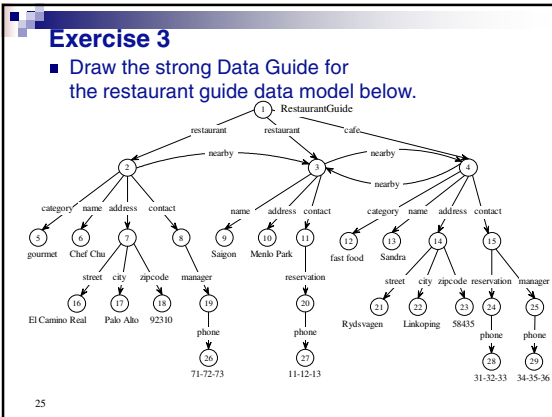 Exercise 3
Draw the strong Data Guide for
the restaurant guide data model below.
1 RestaurantGuide
restaurant restaurant cafe
nearby nearby
2 3 4
nearby
category name address contact name address contact category name address contact
5 6 7 8 9 10 11 12 13 14 15
gourmet Chef Chu Saigon Menlo Park fast food Sandra
street city zipcode manager reservation street city zipcode reservation manager
16 17 18 19 20 21 22 23 24 25
El Camino Real Palo Alto 92310 Rydsvagen Linkoping 58435
phone phone phone phone
26 27 28 29
71-72-73 11-12-13 31-32-33 34-35-36
25